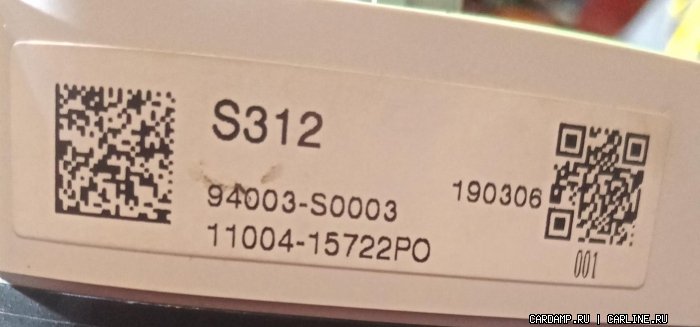 S312
94003-S0003
11004-15722PO
190306
001
CARDAMP.RU | CARLINE.RU